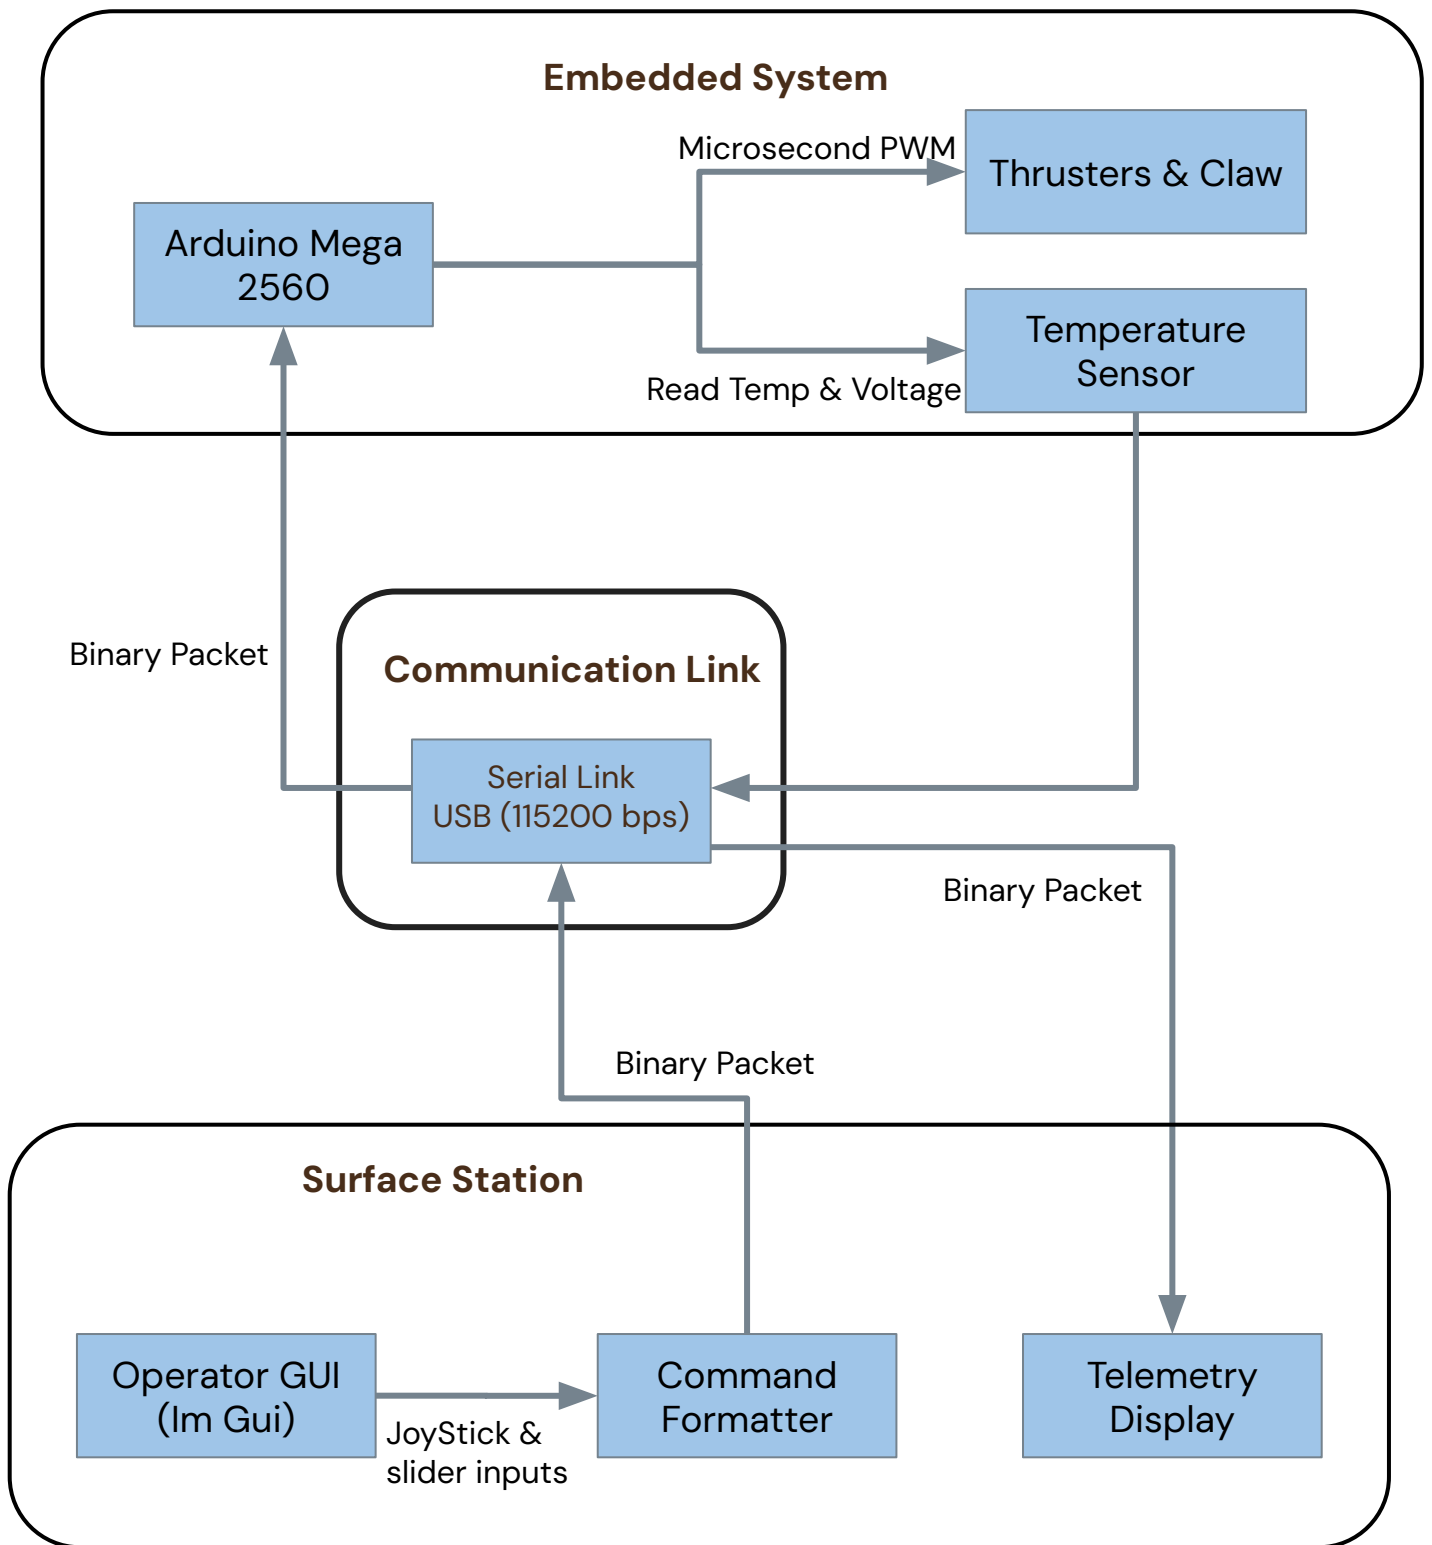 Embedded System
Microsecond PWM
Thrusters & Claw
Arduino Mega
2560
Temperature
Sensor
Read Temp & Voltage
Binary Packet
Communication Link
Serial Link
USB (115200 bps)
Binary Packet
Binary Packet
Surface Station
Operator GUI
(Im Gui)
JoyStick &
slider inputs
Command
Formatter
Telemetry
Display